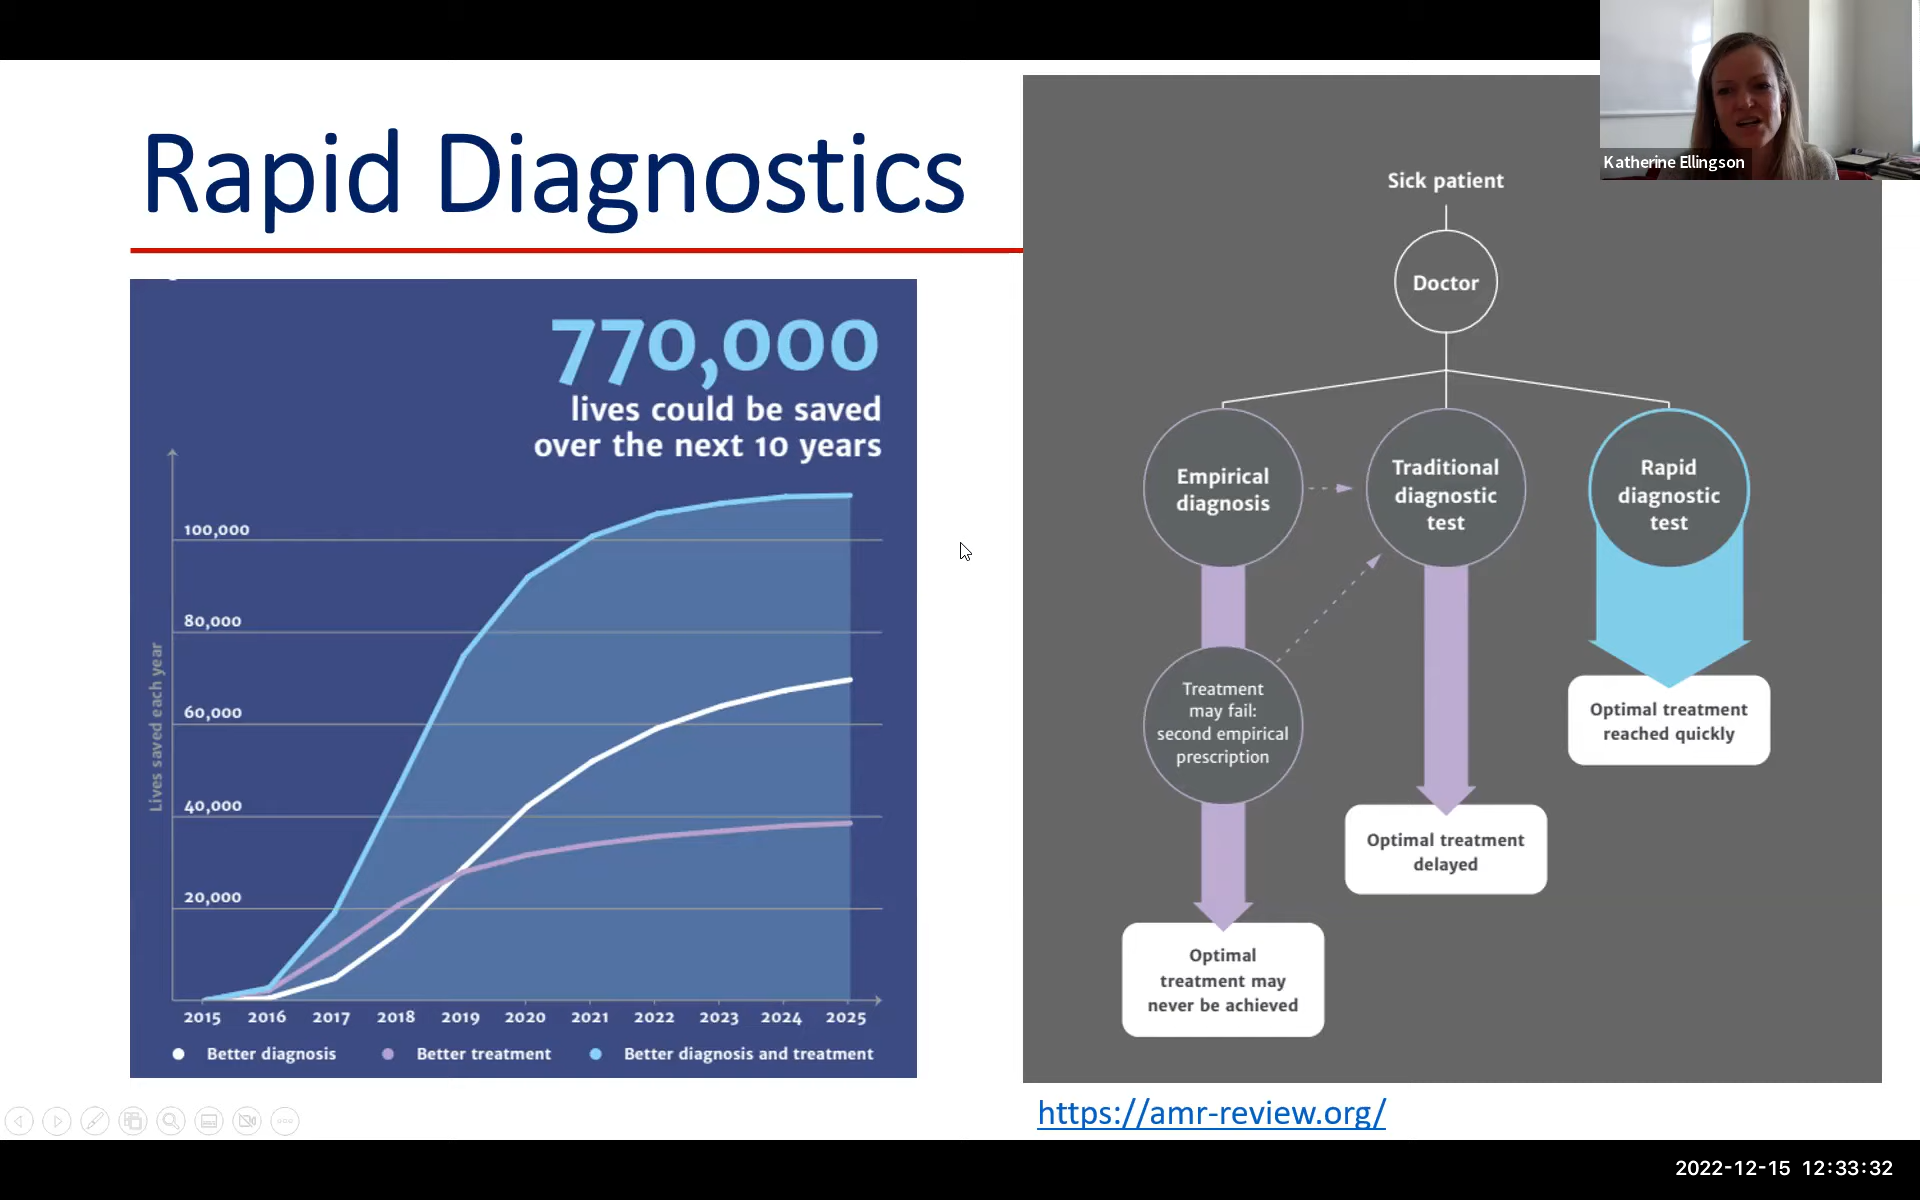 Katherine Ellingson
Rapid Diagnostics
770,000
lives could be saved
over the next 10 years
Lives saved each year
100,000
80,000
60,000
40,000
20,000
2015 2016 2017 2018 2019 2020 2021 2022 2023 2024 2025
Better diagnosis Better treatment Better diagnosis and treatment
Sick patient
Doctor
Empirical
diagnosis
Traditional
diagnostic
test
Rapid
diagnostic
test
Treatment
may fail:
second empirical
prescription
Optimal treatment
reached quickly
Optimal treatment
delayed
Optimal
treatment may
never be achieved
https://amr-review.org/
2022-12-15 12:33:32